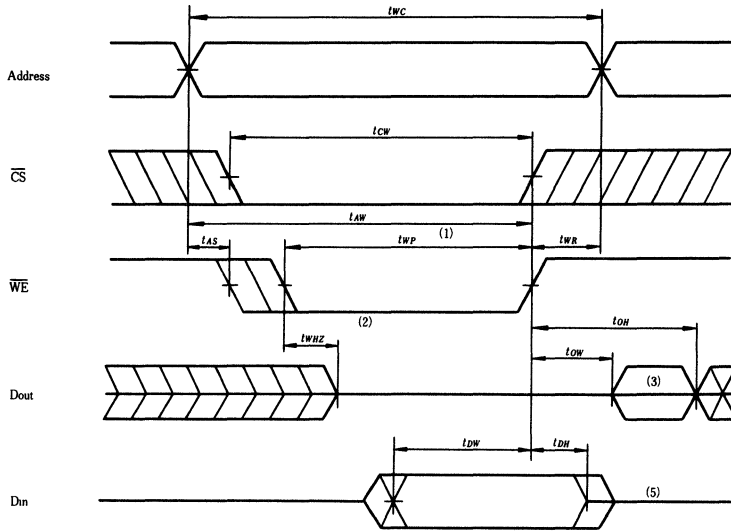 tWC
Address
tCW
CS
tAW
(1)
tAS
tWP
tWR
WE
(2)
tOH
tWHZ
tOW
Dout
(3)
tDW
tDH
Din
(5)